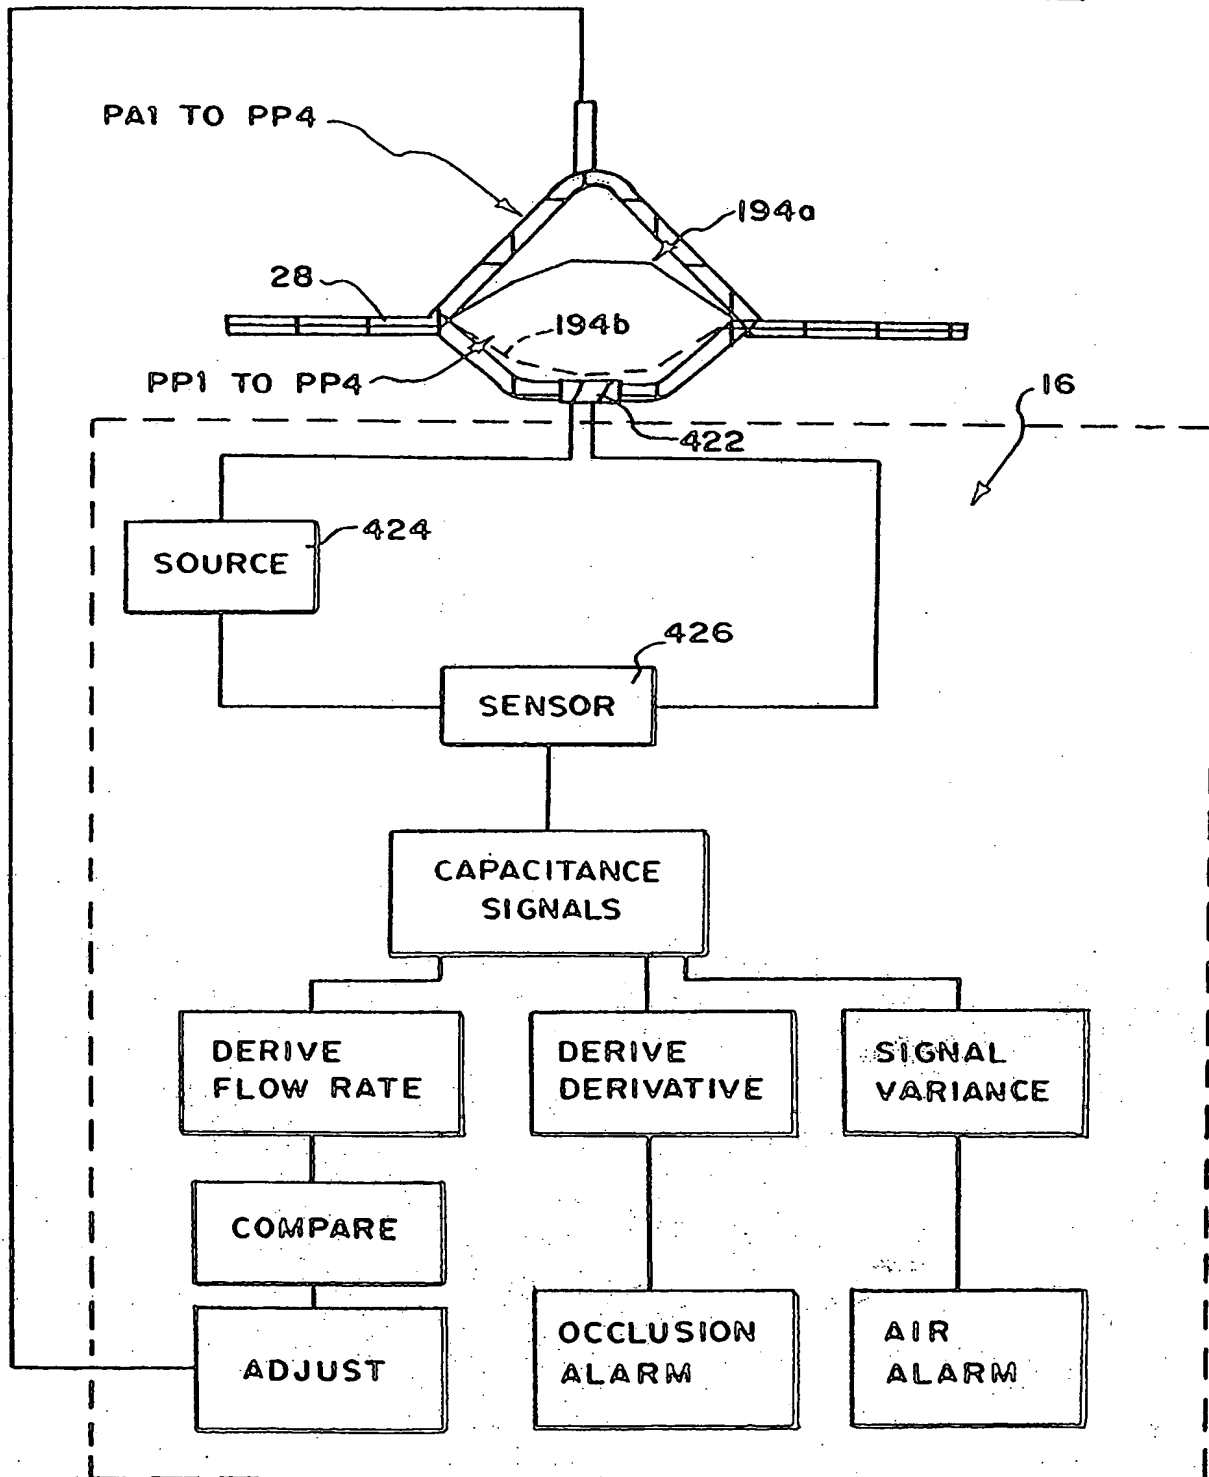 PA1 TO PP4
194a
28
194b
PP1 TO PP4
16
422
424
SOURCE
426
SENSOR
CAPACITANCE
SIGNALS
DERIVE
FLOW RATE
DERIVE
DERIVATIVE
SIGNAL
VARIANCE
COMPARE
OCCLUSION
ALARM
AIR
ALARM
ADJUST